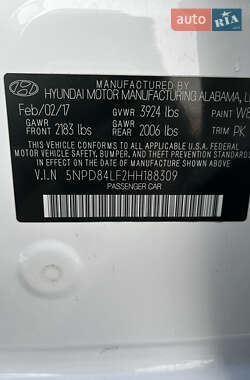 AUTO RIA
MANUFACTURED BY
HYUNDAI MOTOR MANUFACTURING ALABAMA, L
Feb/02/17 GVWR 3924 lbs PAINT
GAWR FRONT 2183 lbs GAWR REAR 2006 lbs TRIM PK
THIS VEHICLE CONFORMS TO ALL APPLICABLE U.S. FEDERAL
MOTOR VEHICLE SAFETY, BUMPER, AND THEFT
PREVENTION STANDARDS IN EFFECT ON THE DATE OF
MANUFACTURE SHOWN ABOVE.
V.I.N 5NPD84LF2HH188309
PASSENGER CAR